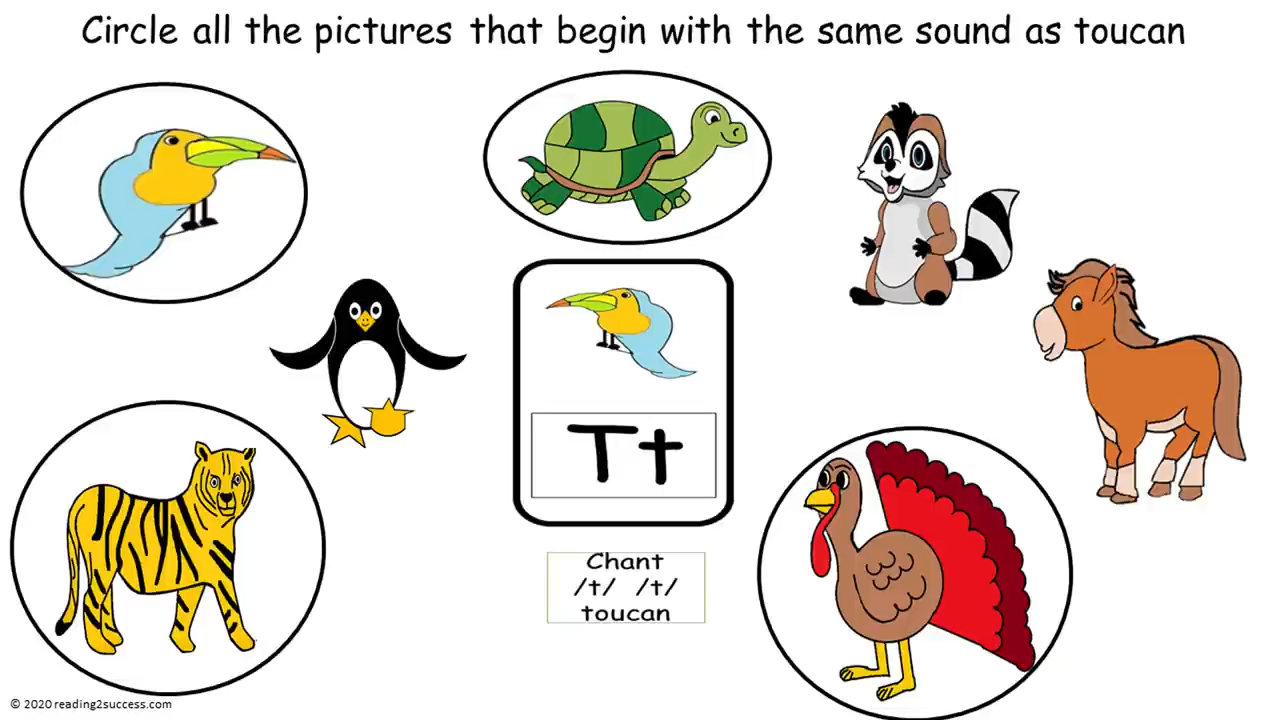 Circle all the pictures that begin with the same sound as toucan
Tt
Chant
/t/ /t/
toucan
© 2020 reading2success.com